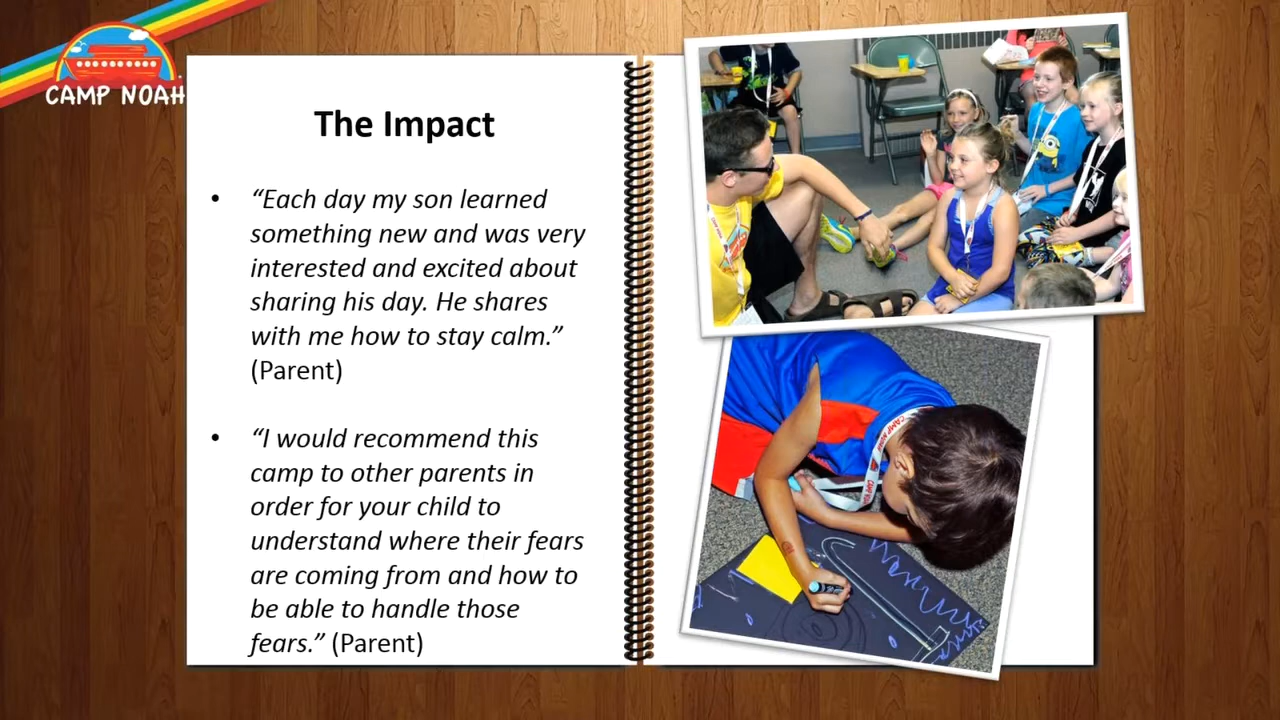 CAMP NOAH
The Impact
• “Each day my son learned
something new and was very
interested and excited about
sharing his day. He shares
with me how to stay calm.”
(Parent)
• “I would recommend this
camp to other parents in
order for your child to
understand where their fears
are coming from and how to
be able to handle those
fears.” (Parent)
CAMP NOAH